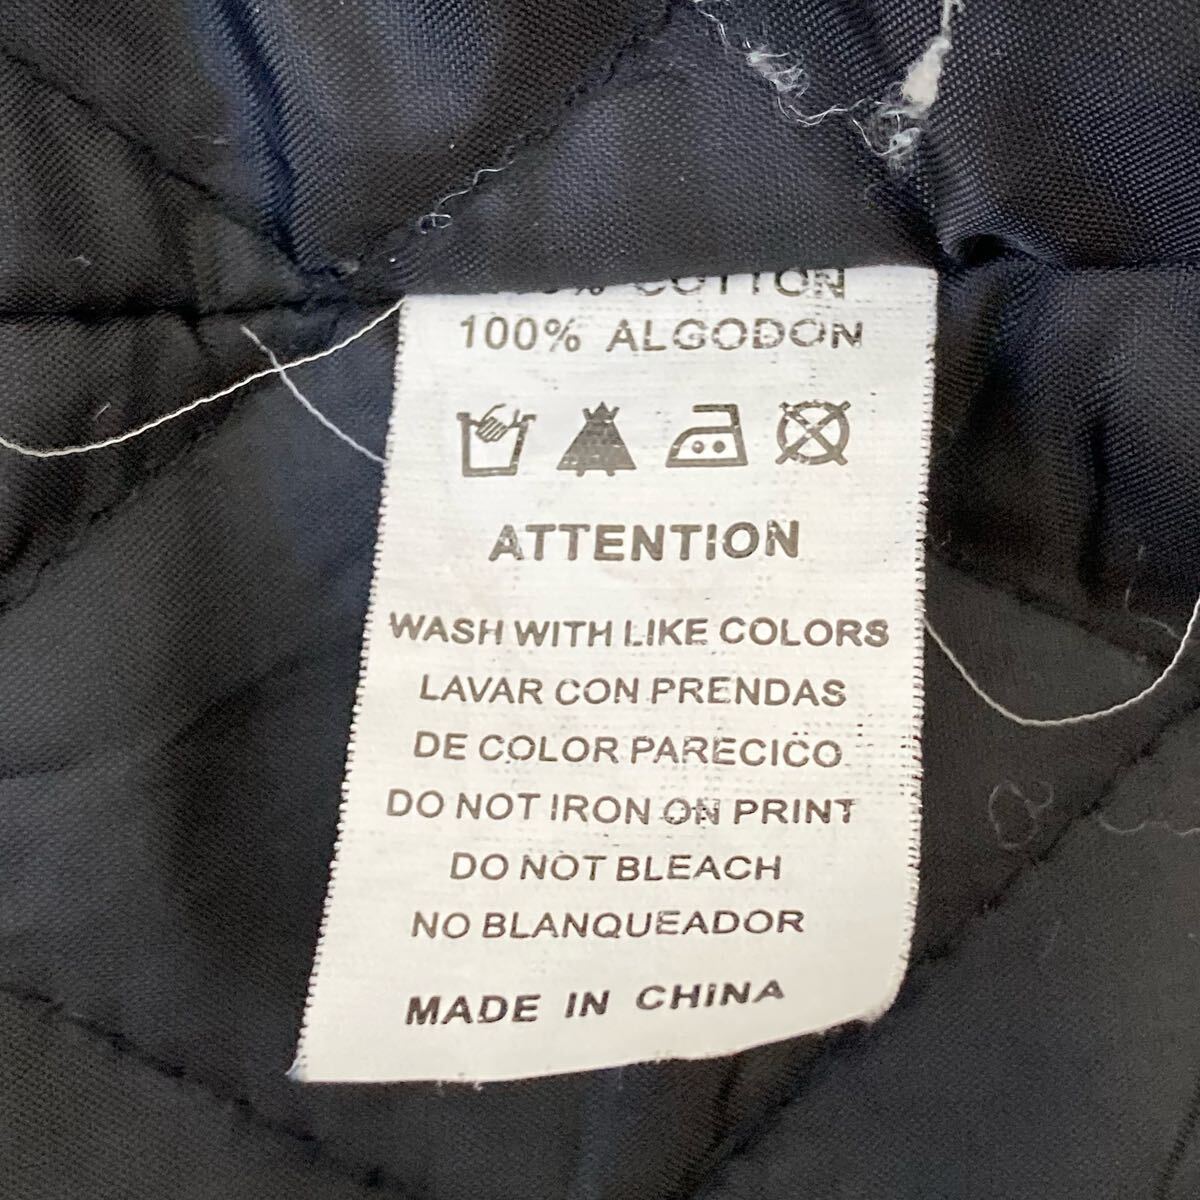 % COTTON
100% ALGODON
ATTENTION
WASH WITH LIKE COLORS
LAVAR CON PRENDAS
DE COLOR PARECICO
DO NOT IRON ON PRINT
DO NOT BLEACH
NO BLANQUEADOR
MADE IN CHINA